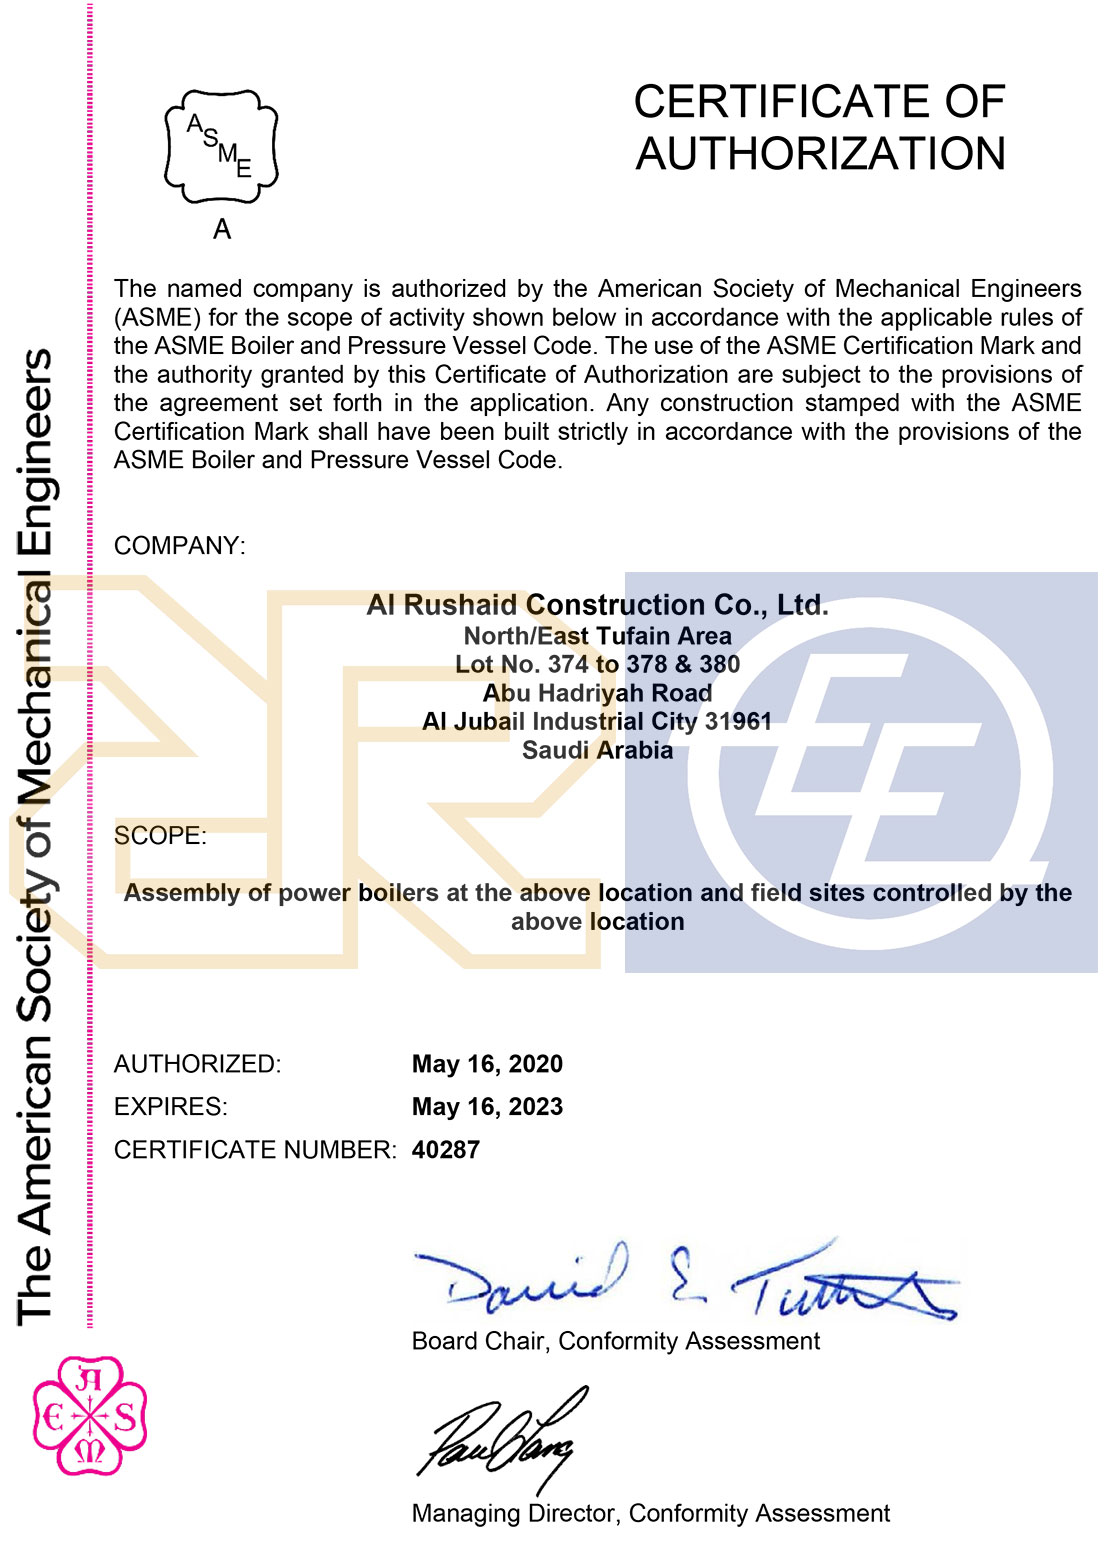 ASME
A
CERTIFICATE OF
AUTHORIZATION
The named company is authorized by the American Society of Mechanical Engineers
(ASME) for the scope of activity shown below in accordance with the applicable rules of
the ASME Boiler and Pressure Vessel Code. The use of the ASME Certification Mark and
the authority granted by this Certificate of Authorization are subject to the provisions of
the agreement set forth in the application. Any construction stamped with the ASME
Certification Mark shall have been built strictly in accordance with the provisions of the
ASME Boiler and Pressure Vessel Code.
COMPANY:
Al Rushaid Construction Co., Ltd.
North/East Tufain Area
Lot No. 374 to 378 & 380
Abu Hadriyah Road
Al Jubail Industrial City 31961
Saudi Arabia
SCOPE:
Assembly of power boilers at the above location and field sites controlled by the
above location
AUTHORIZED: May 16, 2020
EXPIRES: May 16, 2023
CERTIFICATE NUMBER: 40287
David E
Board Chair, Conformity Assessment
Managing Director, Conformity Assessment
The American Society of Mechanical Engineers
A
E S
M